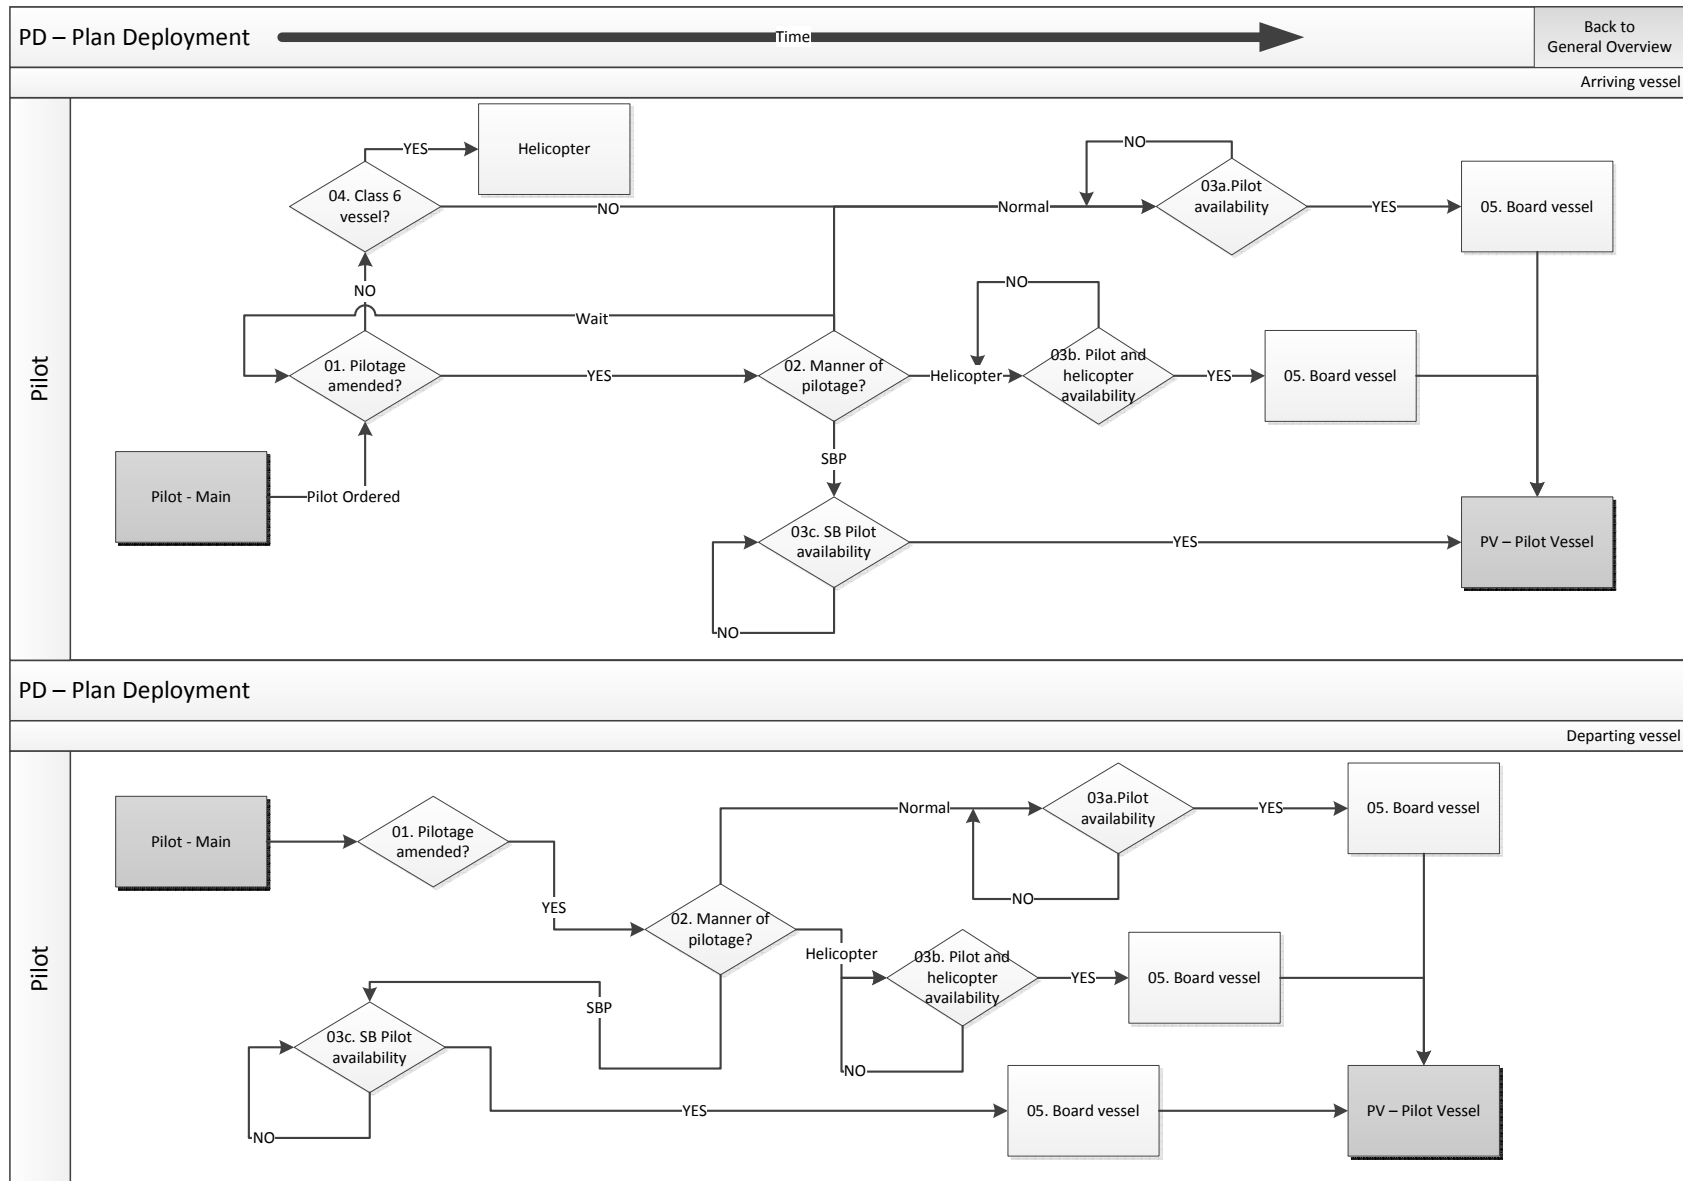 PD – Plan Deployment
Time
Back to
General Overview
Arriving vessel
Pilot
YES
Helicopter
04. Class 6
vessel?
NO
Normal
NO
03a.Pilot
availability
YES
05. Board vessel
NO
Wait
01. Pilotage
amended?
YES
02. Manner of
pilotage?
Helicopter
NO
03b. Pilot and
helicopter
availability
YES
05. Board vessel
Pilot - Main
Pilot Ordered
SBP
03c. SB Pilot
availability
NO
YES
PV – Pilot Vessel
PD – Plan Deployment
Departing vessel
Pilot
Pilot - Main
01. Pilotage
amended?
YES
02. Manner of
pilotage?
Normal
03a.Pilot
availability
NO
YES
05. Board vessel
Helicopter
03b. Pilot and
helicopter
availability
NO
YES
05. Board vessel
SBP
03c. SB Pilot
availability
NO
YES
05. Board vessel
PV – Pilot Vessel